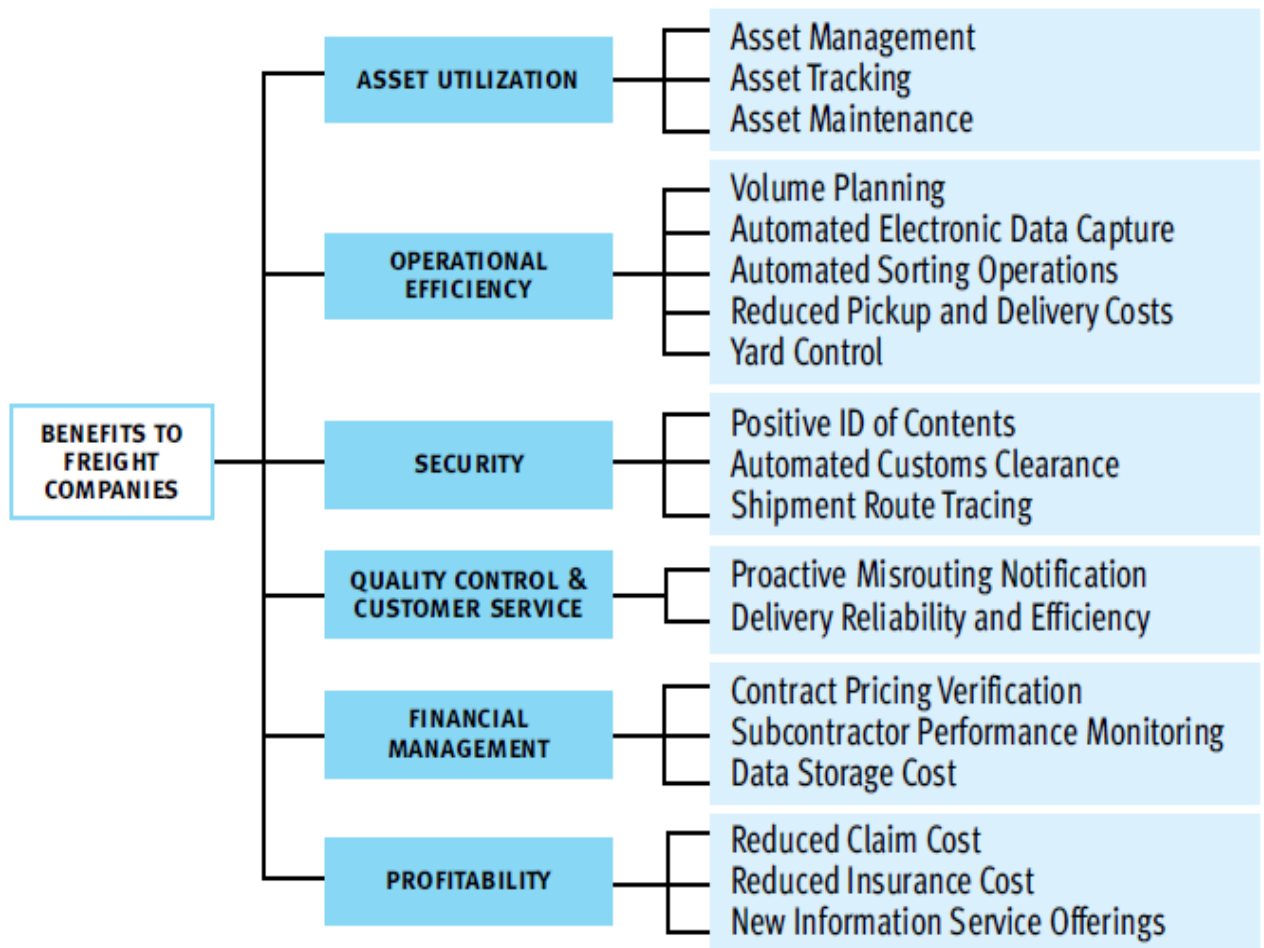 BENEFITS TO
FREIGHT
COMPANIES
ASSET UTILIZATION
Asset Management
Asset Tracking
Asset Maintenance
OPERATIONAL
EFFICIENCY
Volume Planning
Automated Electronic Data Capture
Automated Sorting Operations
Reduced Pickup and Delivery Costs
Yard Control
SECURITY
Positive ID of Contents
Automated Customs Clearance
Shipment Route Tracing
QUALITY CONTROL &
CUSTOMER SERVICE
Proactive Misrouting Notification
Delivery Reliability and Efficiency
FINANCIAL
MANAGEMENT
Contract Pricing Verification
Subcontractor Performance Monitoring
Data Storage Cost
PROFITABILITY
Reduced Claim Cost
Reduced Insurance Cost
New Information Service Offerings